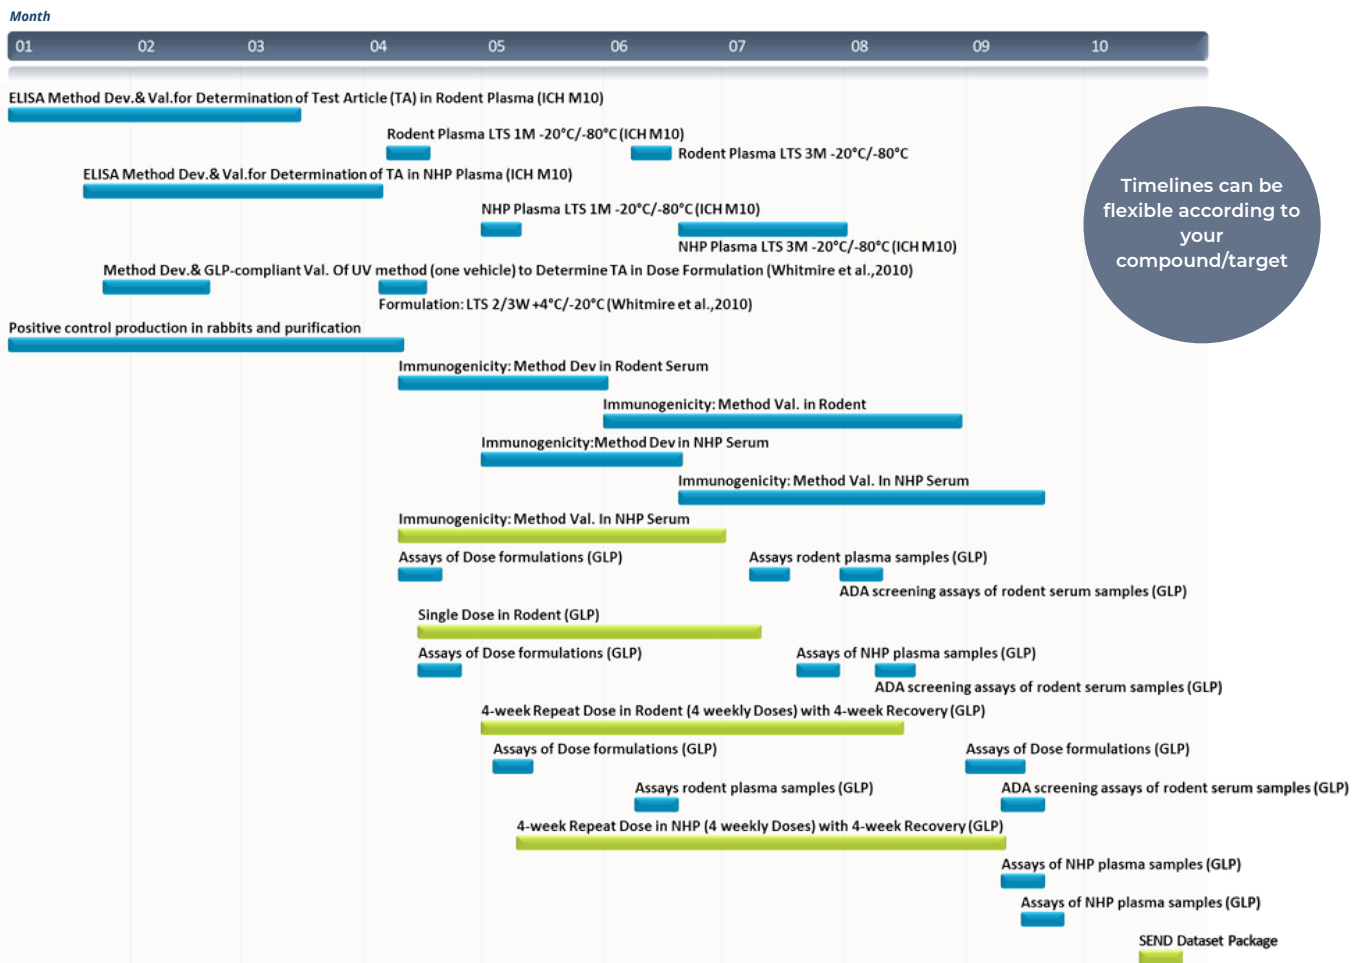 Month
01 02 03 04 05 06 07 08 09 10
ELISA Method Dev.& Val.for Determination of Test Article (TA) in Rodent Plasma (ICH M10)
Rodent Plasma LTS 1M -20°C/-80°C (ICH M10)
Rodent Plasma LTS 3M -20°C/-80°C
ELISA Method Dev.& Val.for Determination of TA in NHP Plasma (ICH M10)
NHP Plasma LTS 1M -20°C/-80°C (ICH M10)
NHP Plasma LTS 3M -20°C/-80°C (ICH M10)
Timelines can be
flexible according to
your
compound/target
Method Dev.& GLP-compliant Val. Of UV method (one vehicle) to Determine TA in Dose Formulation (Whitmire et al.,2010)
Formulation: LTS 2/3W +4°C/-20°C (Whitmire et al.,2010)
Positive control production in rabbits and purification
Immunogenicity: Method Dev in Rodent Serum
Immunogenicity: Method Val. in Rodent
Immunogenicity:Method Dev in NHP Serum
Immunogenicity: Method Val. In NHP Serum
Immunogenicity: Method Val. In NHP Serum
Assays of Dose formulations (GLP)
Assays rodent plasma samples (GLP)
ADA screening assays of rodent serum samples (GLP)
Single Dose in Rodent (GLP)
Assays of Dose formulations (GLP)
Assays of NHP plasma samples (GLP)
ADA screening assays of rodent serum samples (GLP)
4-week Repeat Dose in Rodent (4 weekly Doses) with 4-week Recovery (GLP)
Assays of Dose formulations (GLP)
Assays of Dose formulations (GLP)
Assays rodent plasma samples (GLP)
ADA screening assays of rodent serum samples (GLP)
4-week Repeat Dose in NHP (4 weekly Doses) with 4-week Recovery (GLP)
Assays of NHP plasma samples (GLP)
Assays of NHP plasma samples (GLP)
SEND Dataset Package